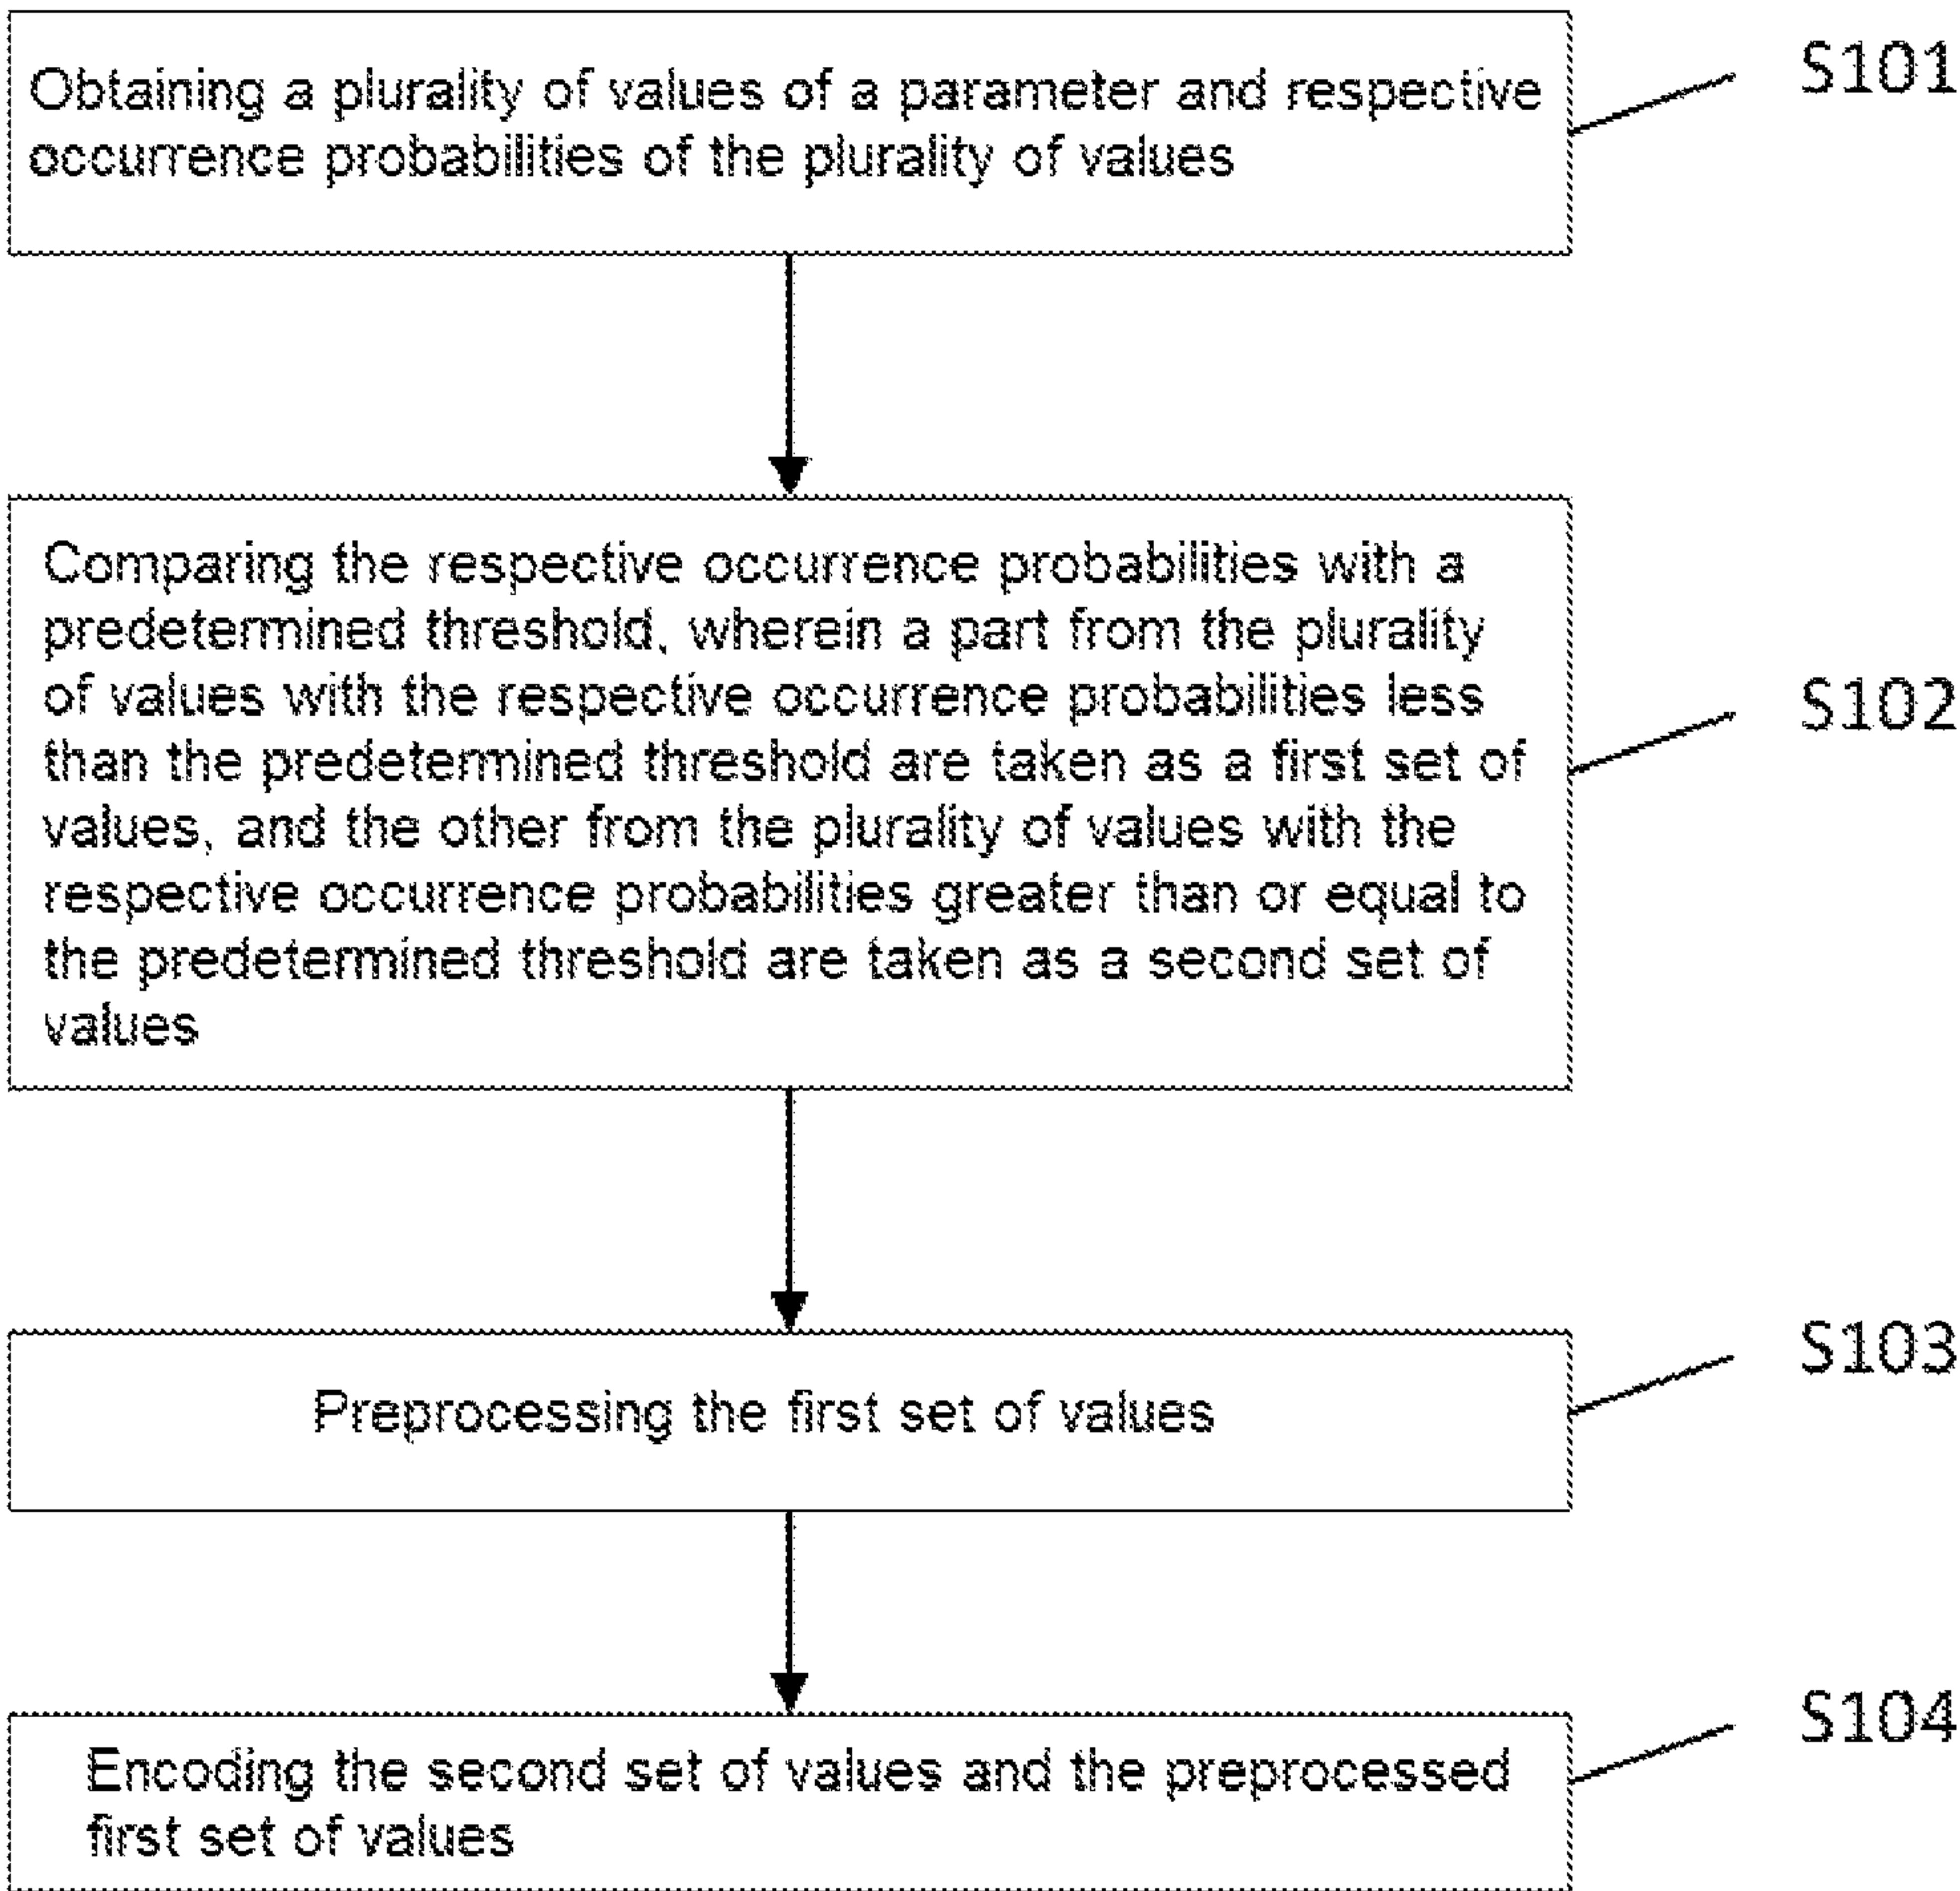 Obtaining a plurality of values of a parameter and respective
occurrence probabilities of the plurality of values
S101
Comparing the respective occurrence probabilities with a
predetermined threshold, wherein a part from the plurality
of values with the respective occurrence probabilities less
than the predetermined threshold are taken as a first set of
values, and the other from the plurality of values with the
respective occurrence probabilities greater than or equal to
the predetermined threshold are taken as a second set of
values
S102
Preprocessing the first set of values
S103
Encoding the second set of values and the preprocessed
first set of values
S104